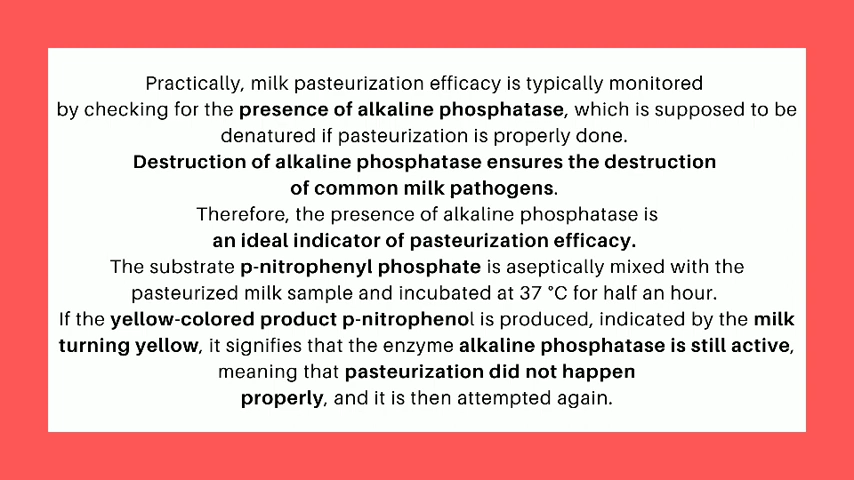 Practically, milk pasteurization efficacy is typically monitored
by checking for the presence of alkaline phosphatase, which is supposed to be
denatured if pasteurization is properly done.
Destruction of alkaline phosphatase ensures the destruction
of common milk pathogens.
Therefore, the presence of alkaline phosphatase is
an ideal indicator of pasteurization efficacy.
The substrate p-nitrophenyl phosphate is aseptically mixed with the
pasteurized milk sample and incubated at 37 °C for half an hour.
If the yellow-colored product p-nitrophenol is produced, indicated by the milk
turning yellow, it signifies that the enzyme alkaline phosphatase is still active,
meaning that pasteurization did not happen
properly, and it is then attempted again.